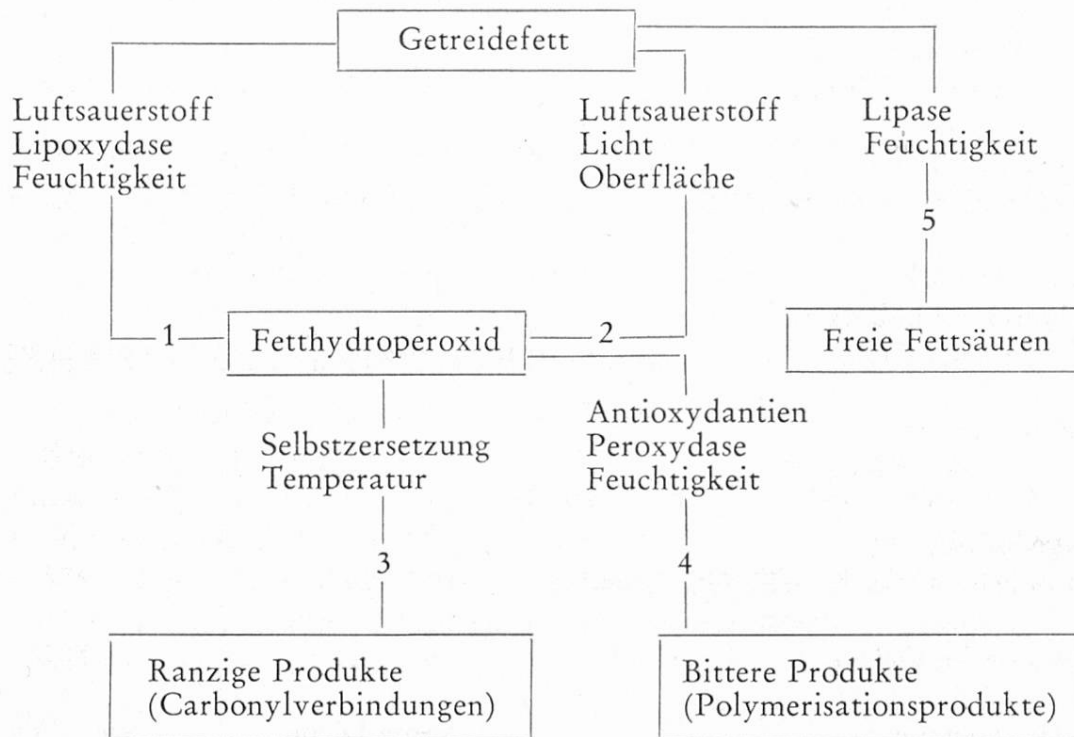 Getreidefett
Luftsauerstoff
Lipoxydase
Feuchtigkeit
Luftsauerstoff
Licht
Oberfläche
Lipase
Feuchtigkeit
5
1
Fetthydroperoxid
2
Freie Fettsäuren
Selbstzersetzung
Temperatur
Antioxydantien
Peroxydase
Feuchtigkeit
3
4
Ranzige Produkte
(Carbonylverbindungen)
Bittere Produkte
(Polymerisationsprodukte)